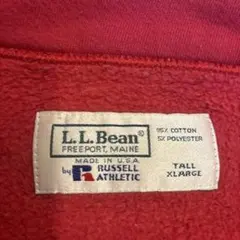 L.L.Bean®
FREEPORT, MAINE
MADE IN U.S.A.
by R RUSSELL
ATHLETIC
95% COTTON
5% POLYESTER
TALL
XLARGE